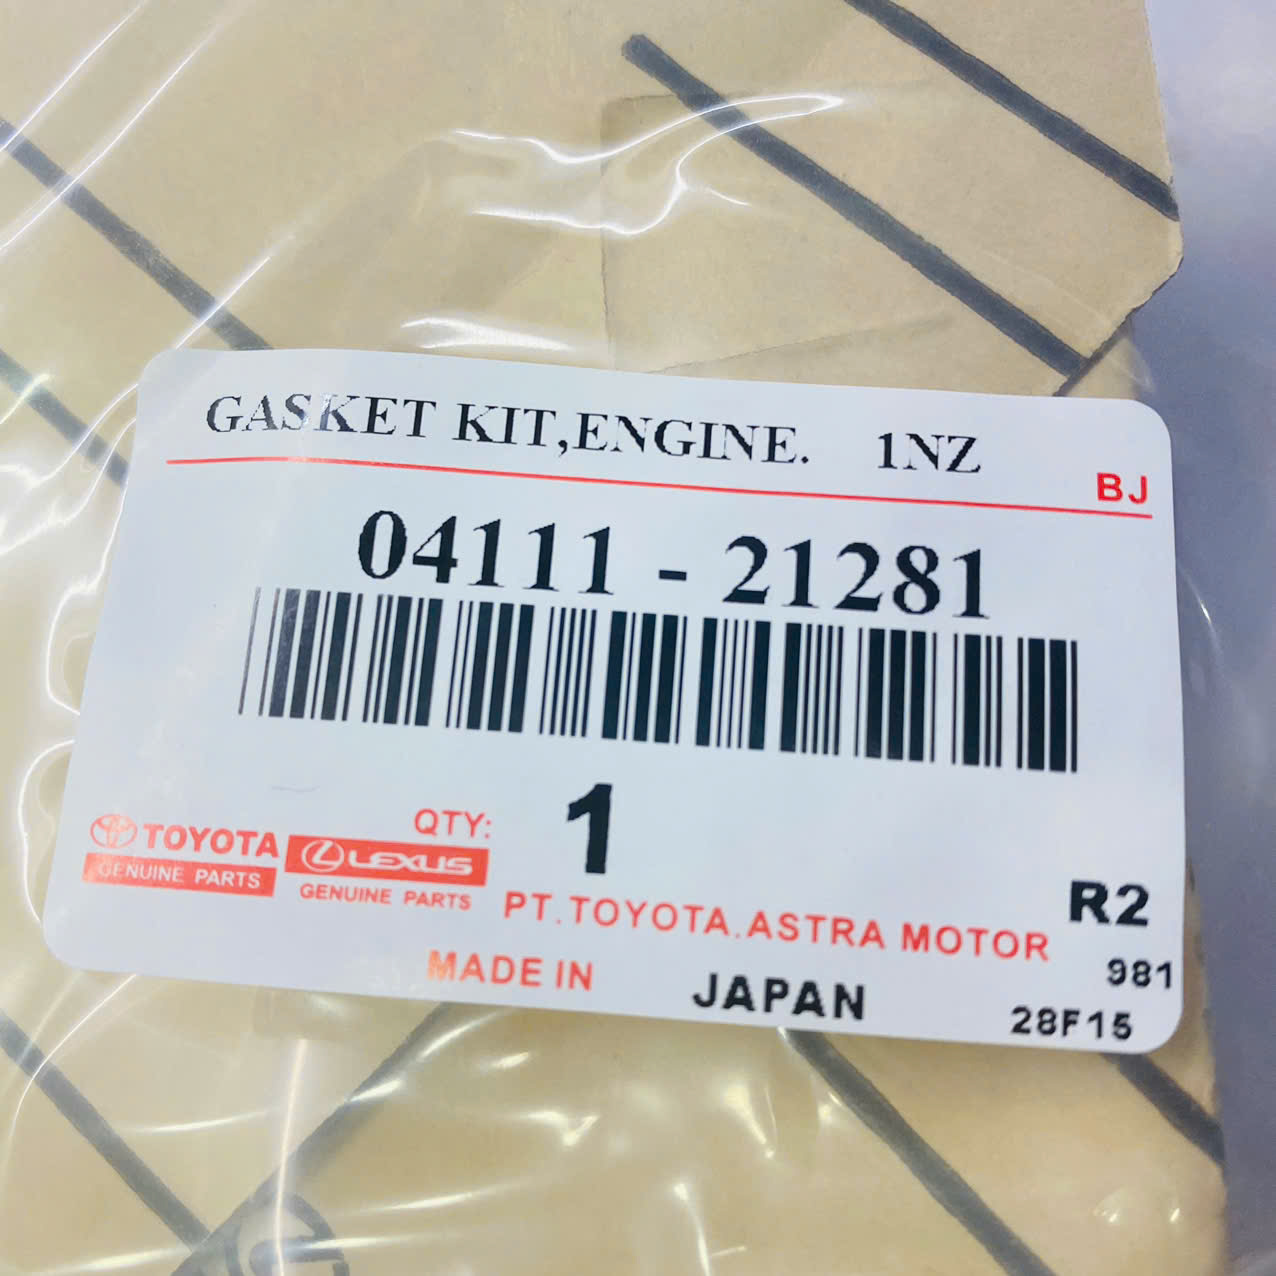 GASKET KIT,ENGINE. 1NZ
BJ
04111 - 21281
QTY: 1
TOYOTA
GENUINE PARTS
LEXUS
GENUINE PARTS
PT.TOYOTA.ASTRA MOTOR
R2
MADE IN JAPAN
981
28F15